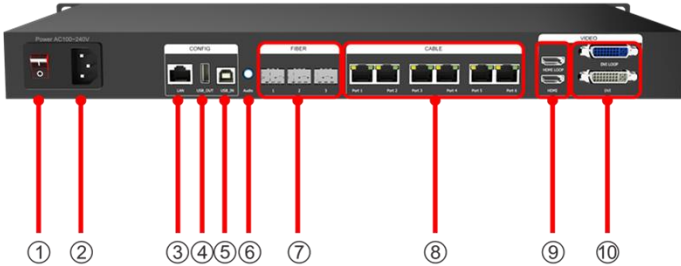 Power AC100~240V
CONFIG
FIBER
CABLE
VIDEO
HDMI LOOP
DVI LOOP
LAN
USB_OUT
USB_IN
Audio
1
2
3
Port 1
Port 2
Port 3
Port 4
Port 5
Port 6
HDMI
DVI
①
②
③
④
⑤
⑥
⑦
⑧
⑨
⑩